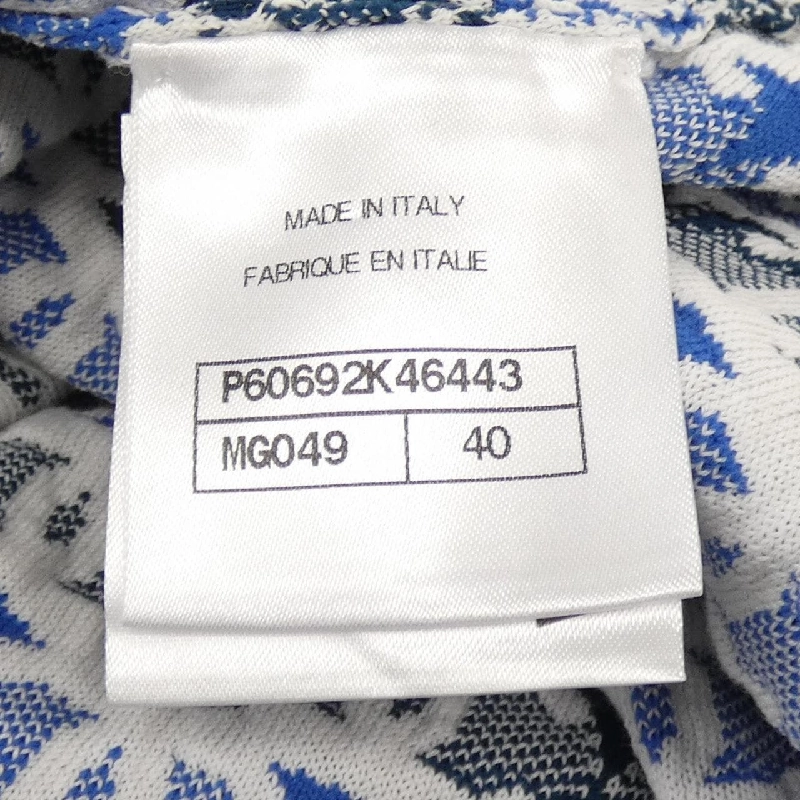 MADE IN ITALY
FABRIQUE EN ITALIE
P60692K46443
MG049 40